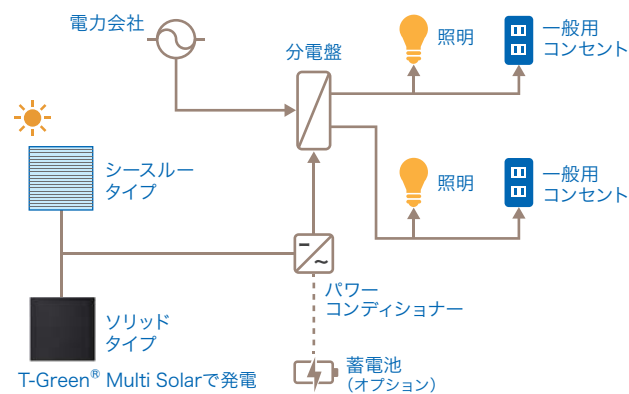 電力会社
分電盤
照明
一般用
コンセント
シースルー
タイプ
照明
一般用
コンセント
パワー
コンディショナー
ソリッド
タイプ
T-Green® Multi Solarで発電
蓄電池
（オプション）